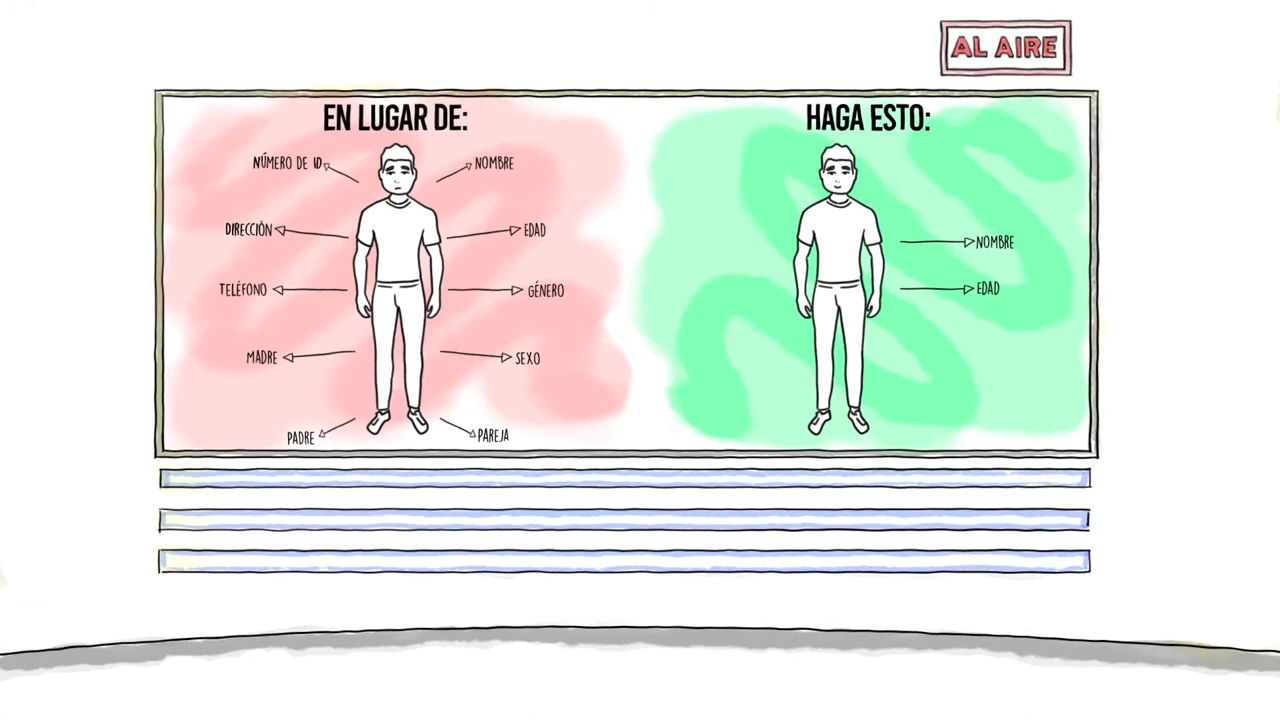 AL AIRE
EN LUGAR DE:
NÚMERO DE ID
NOMBRE
DIRECCIÓN
EDAD
TELÉFONO
GÉNERO
MADRE
SEXO
PADRE
PAREJA
HAGA ESTO:
NOMBRE
EDAD